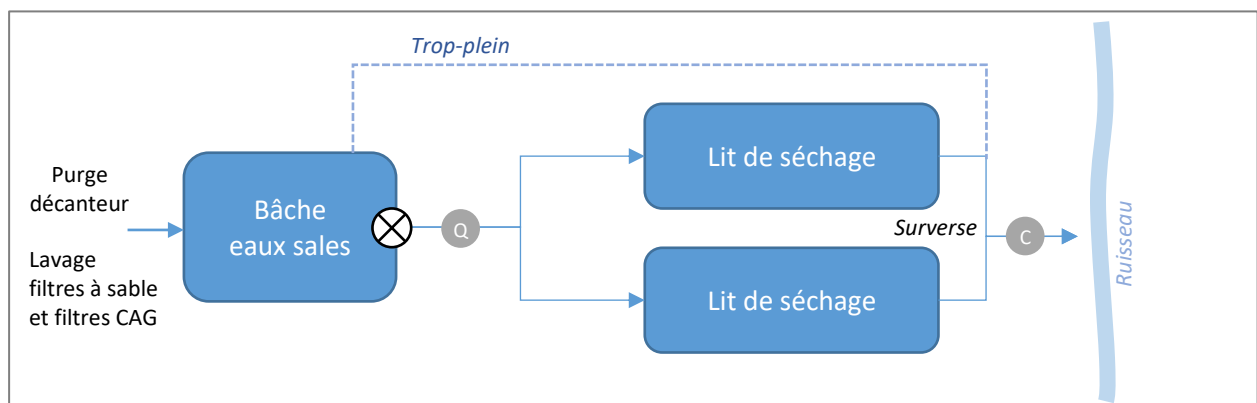 Trop-plein
Purge
décanteur
Lavage
filtres à sable
et filtres CAG
Bâche
eaux sales
Q
Lit de séchage
Surverse
Lit de séchage
C
Ruisseau